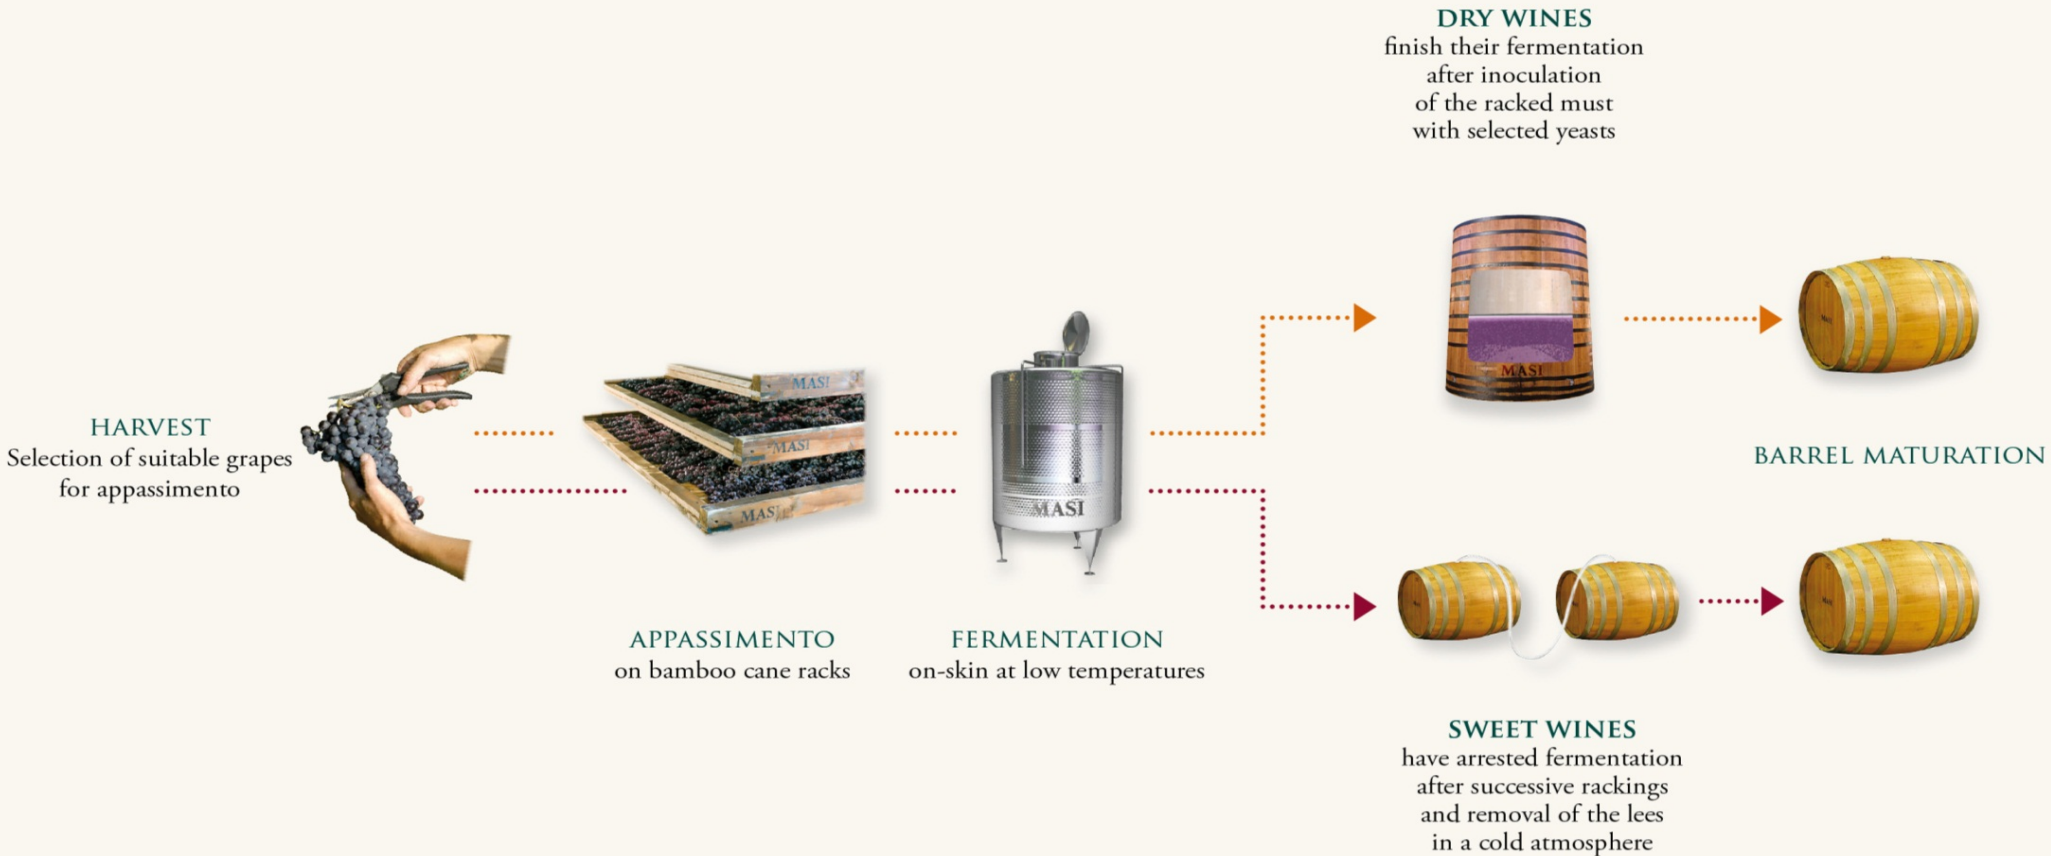 DRY WINES
finish their fermentation
after inoculation
of the racked must
with selected yeasts
HARVEST
Selection of suitable grapes
for appassimento
MASI
MASI
MASI
MASI
MASI
BARREL MATURATION
APPASSIMENTO
on bamboo cane racks
FERMENTATION
on-skin at low temperatures
SWEET WINES
have arrested fermentation
after successive rackings
and removal of the lees
in a cold atmosphere